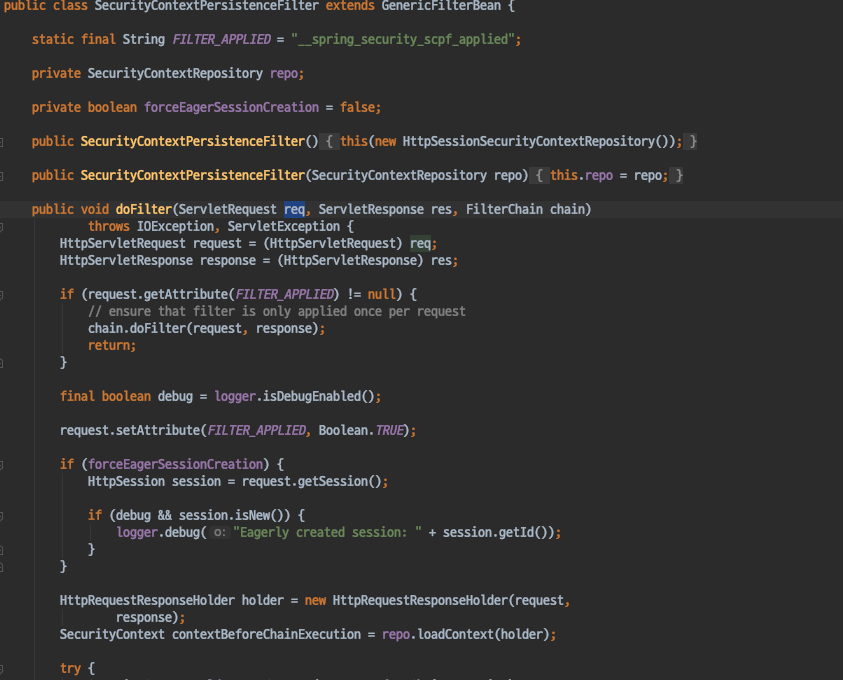 public class SecurityContextPersistenceFilter extends GenericFilterBean {
static final String FILTER_APPLIED = "__spring_security_scpf_applied";
private SecurityContextRepository repo;
private boolean forceEagerSessionCreation = false;
public SecurityContextPersistenceFilter() { this(new HttpSessionSecurityContextRepository()); }
public SecurityContextPersistenceFilter(SecurityContextRepository repo) { this.repo = repo; }
public void doFilter(ServletRequest req, ServletResponse res, FilterChain chain)
throws IOException, ServletException {
HttpServletRequest request = (HttpServletRequest) req;
HttpServletResponse response = (HttpServletResponse) res;
if (request.getAttribute(FILTER_APPLIED) != null) {
// ensure that filter is only applied once per request
chain.doFilter(request, response);
return;
}
final boolean debug = logger.isDebugEnabled();
request.setAttribute(FILTER_APPLIED, Boolean.TRUE);
if (forceEagerSessionCreation) {
HttpSession session = request.getSession();
if (debug && session.isNew()) {
logger.debug( o: "Eagerly created session: " + session.getId());
}
}
HttpRequestResponseHolder holder = new HttpRequestResponseHolder(request,
response);
SecurityContext contextBeforeChainExecution = repo.loadContext(holder);
try {